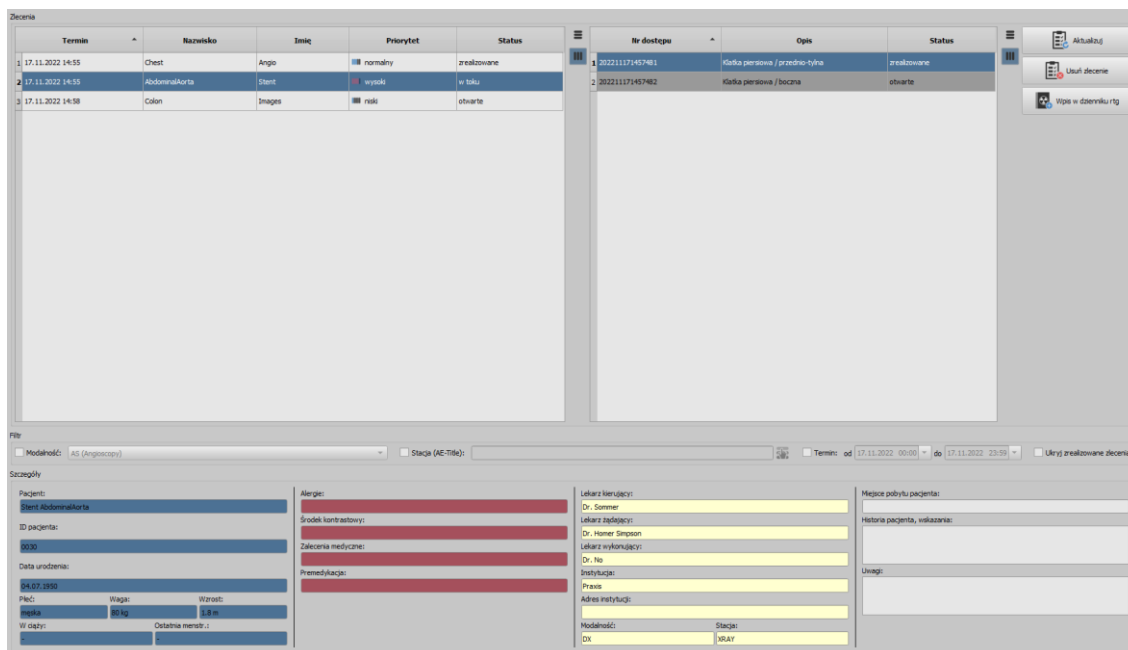 Zlecenia
Termin Nazwisko Imię Priorytet Status
1 17.11.2022 14:55 Chest Angio normalny zrealizowane
2 17.11.2022 14:55 AbdominalAorta Stent wysoki w toku
3 17.11.2022 14:58 Colon Images niski otwarte
Nr dostępu Opis Status
1 202211171457481 Klatka piersiowa / przednio-tylna zrealizowane
2 202211171457482 Klatka piersiowa / boczna otwarte
Aktualizuj
Usuń zlecenie
Wpis w dzienniku rtg
Filtr
Modalność: AS (Angioscopy) Stacja (AE-Title): Termin: od 17.11.2022 00:00 do 17.11.2022 23:59 Ukryj zrealizowane zlecenia
Szczegóły
Pacjent:
Stent AbdominalAorta
ID pacjenta:
0030
Data urodzenia:
04.07.1950
Płeć: Waga: Wzrost:
męska 80 kg 1.8 m
W ciąży: Ostatnia menstr.:
- -
Alergie:
Środek kontrastowy:
Zalecenia medyczne:
Premedykacja:
Lekarz kierujący:
Dr. Sommer
Lekarz żądający:
Dr. Homer Simpson
Lekarz wykonujący:
Dr. No
Instytucja:
Praxis
Adres instytucji:
Modalność: Stacja:
DX XRAY
Miejsce pobytu pacjenta:
Historia pacjenta, wskazania:
Uwagi: